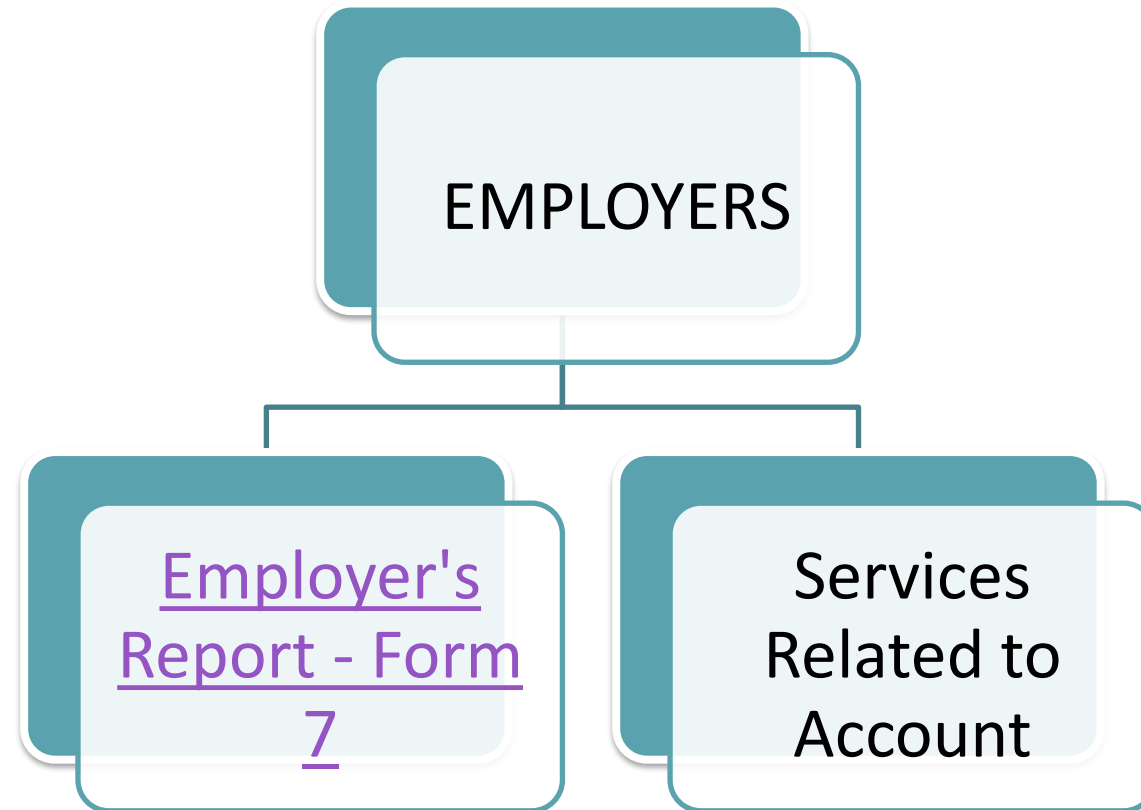 EMPLOYERS
Employer's
Report - Form
7
Services
Related to
Account